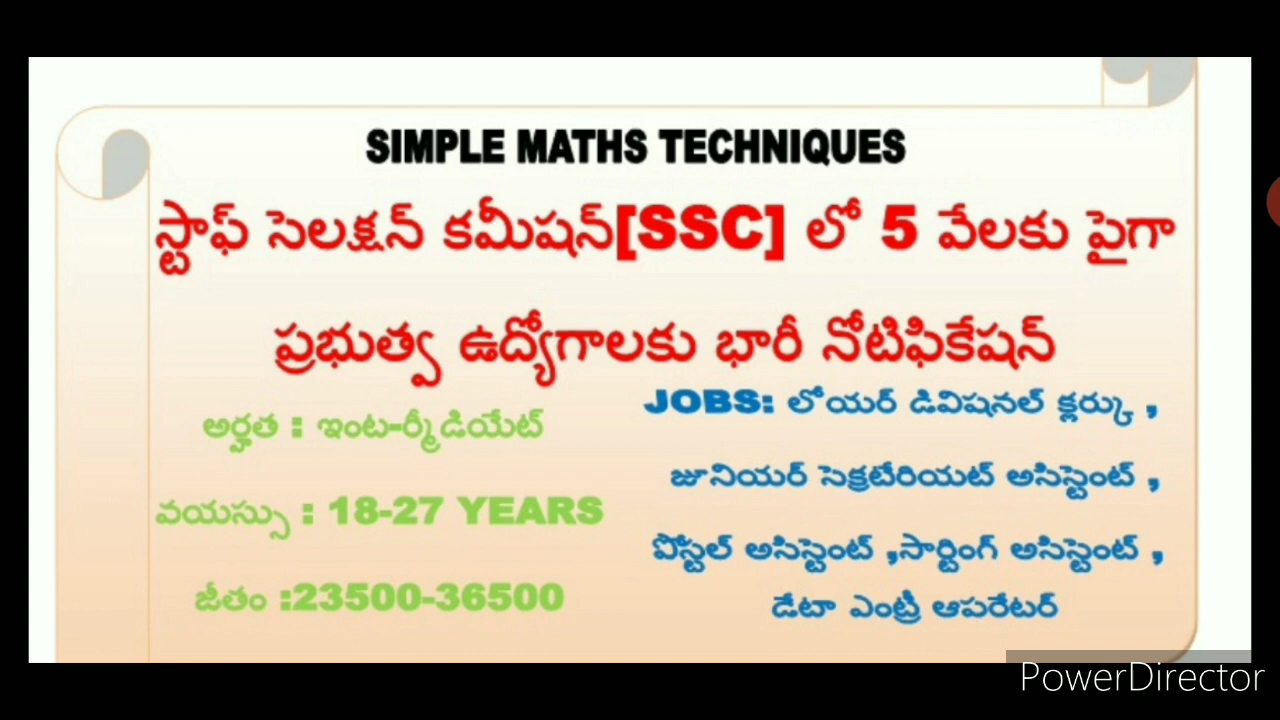 SIMPLE MATHS TECHNIQUES
స్టాఫ్ సెలక్షన్ కమీషన్[SSC] లో 5 వేలకు పైగా
ప్రభుత్వ ఉద్యోగాలకు భారీ నోటిఫికేషన్
అర్హత : ఇంట-ర్మీడియేట్
వయస్సు : 18-27 YEARS
జీతం :23500-36500
JOBS: లోయర్ డివిషనల్ క్లర్కు ,
జూనియర్ సెక్రటేరియట్ అసిస్టెంట్ ,
పోస్టల్ అసిస్టెంట్ ,సార్టింగ్ అసిస్టెంట్ ,
డేటా ఎంట్రీ ఆపరేటర్
PowerDirector